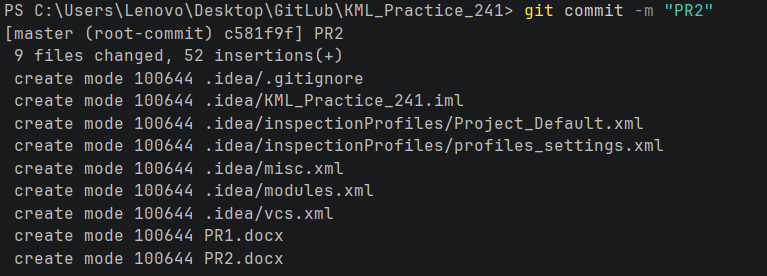 PS C:\Users\Lenovo\Desktop\GitLub\KML_Practice_241> git commit -m "PR2"
[master (root-commit) c581f9f] PR2
 9 files changed, 52 insertions(+)
 create mode 100644 .idea/.gitignore
 create mode 100644 .idea/KML_Practice_241.iml
 create mode 100644 .idea/inspectionProfiles/Project_Default.xml
 create mode 100644 .idea/inspectionProfiles/profiles_settings.xml
 create mode 100644 .idea/misc.xml
 create mode 100644 .idea/modules.xml
 create mode 100644 .idea/vcs.xml
 create mode 100644 PR1.docx
 create mode 100644 PR2.docx